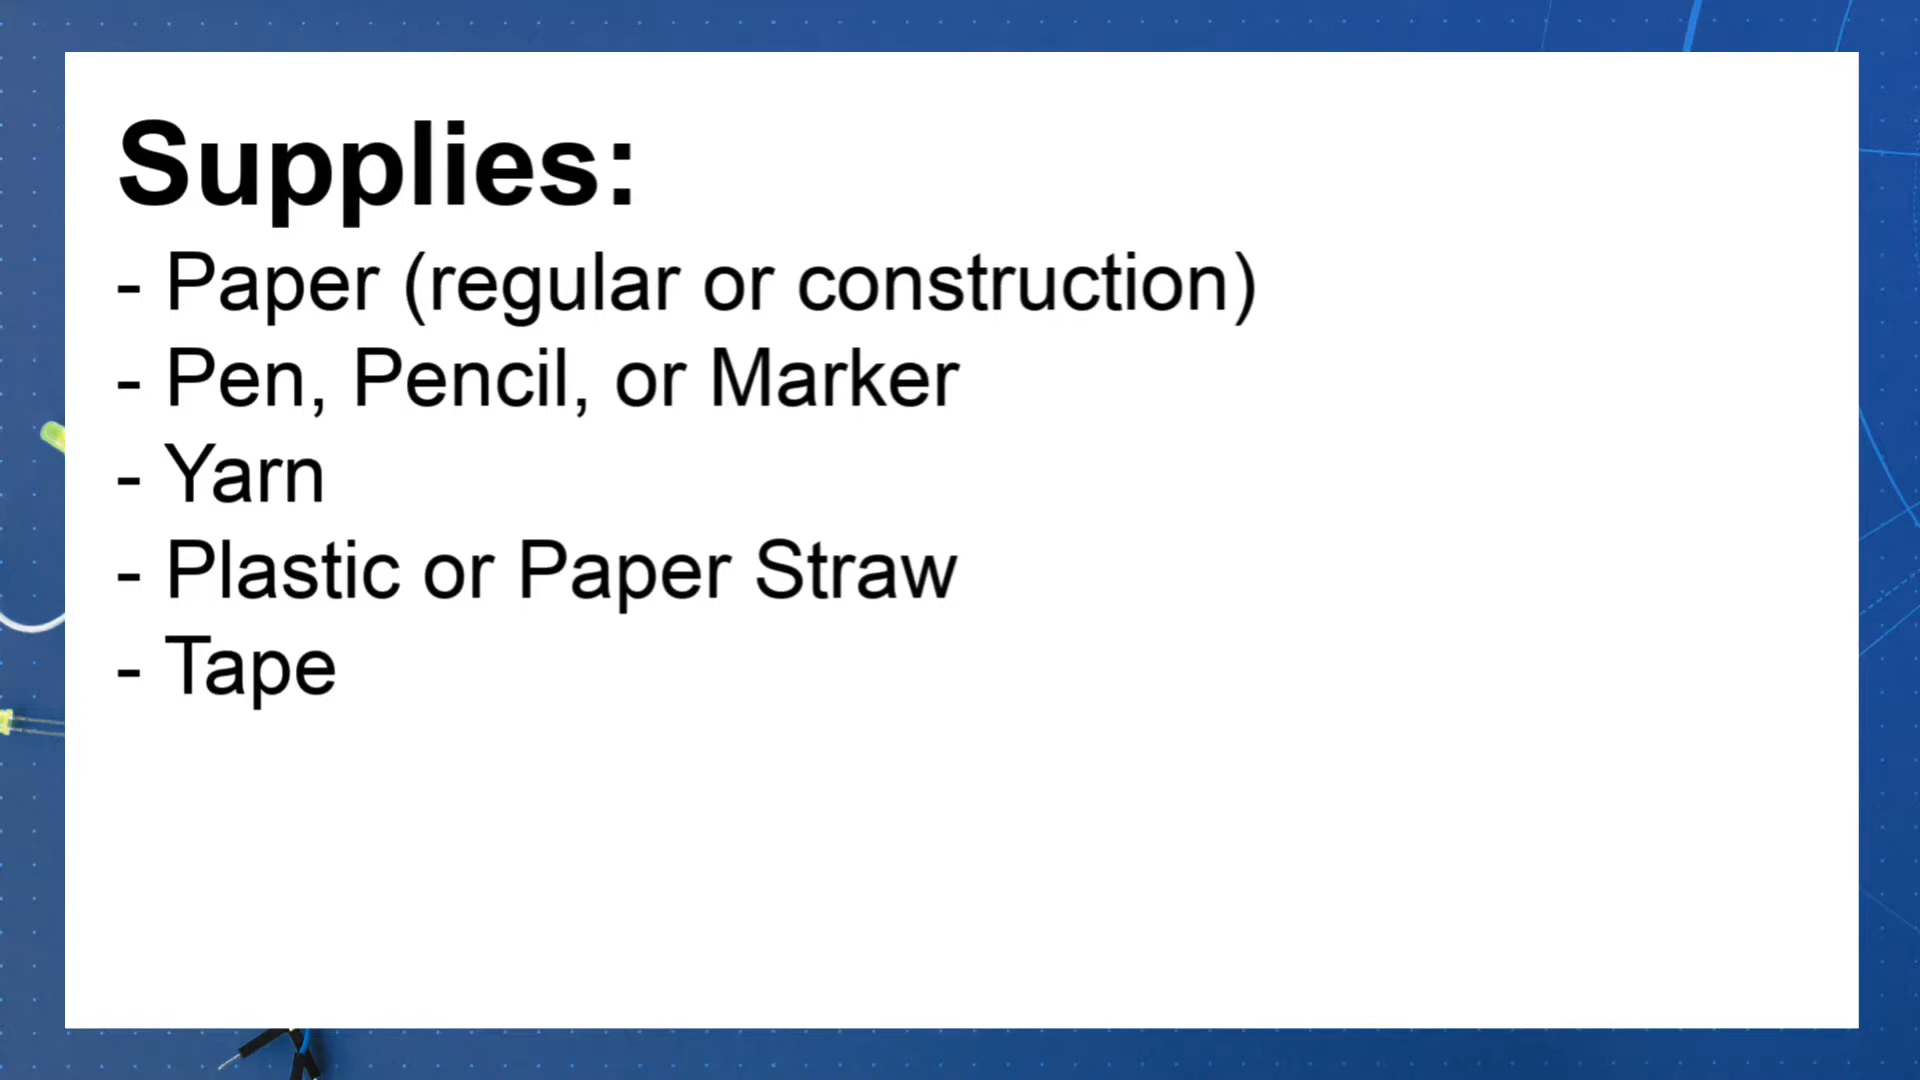 Supplies:
- Paper (regular or construction)
- Pen, Pencil, or Marker
- Yarn
- Plastic or Paper Straw
- Tape